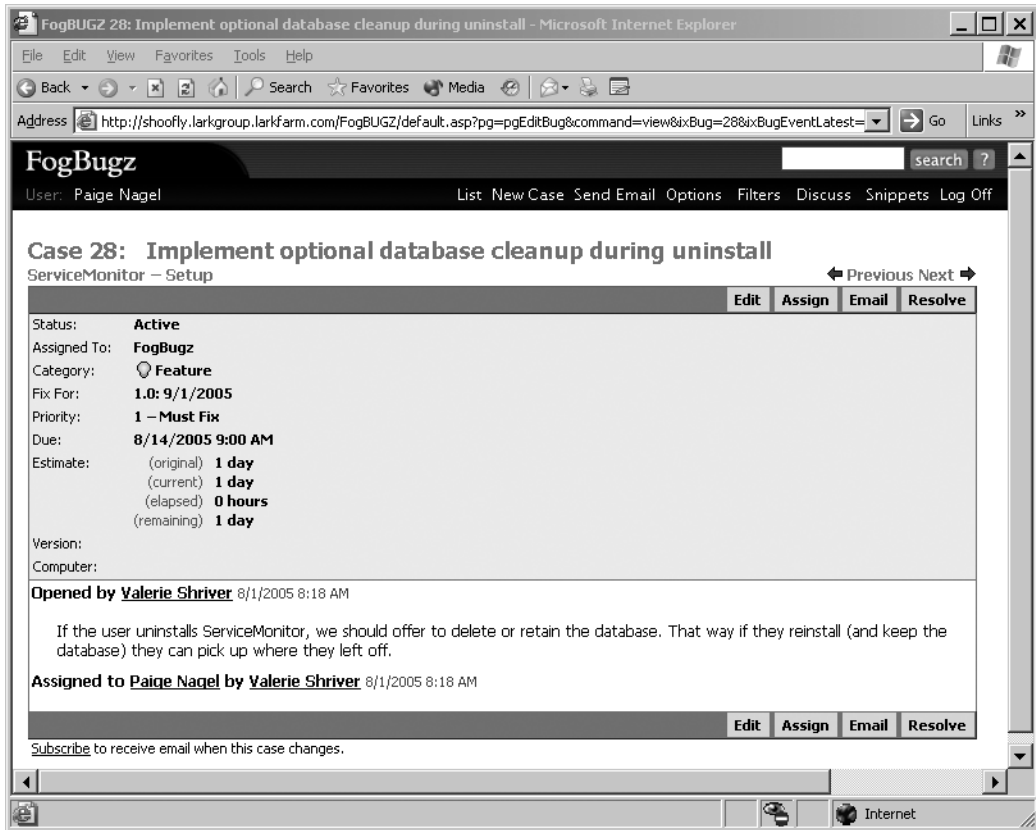 FogBUGZ 28: Implement optional database cleanup during uninstall - Microsoft Internet Explorer
File Edit View Favorites Tools Help
Back Search Favorites Media
Address http://shoofly.larkgroup.larkfarm.com/FogBUGZ/default.asp?pg=pgEditBug&command=view&ixBug=28&ixBugEventLatest= Go Links »
FogBugz search ?
User: Paige Nagel List New Case Send Email Options Filters Discuss Snippets Log Off
Case 28: Implement optional database cleanup during uninstall
ServiceMonitor – Setup Previous Next
Edit Assign Email Resolve
Status: Active
Assigned To: FogBugz
Category: Feature
Fix For: 1.0: 9/1/2005
Priority: 1 – Must Fix
Due: 8/14/2005 9:00 AM
Estimate: (original) 1 day
(current) 1 day
(elapsed) 0 hours
(remaining) 1 day
Version:
Computer:
Opened by Valerie Shriver 8/1/2005 8:18 AM
If the user uninstalls ServiceMonitor, we should offer to delete or retain the database. That way if they reinstall (and keep the
database) they can pick up where they left off.
Assigned to Paige Nagel by Valerie Shriver 8/1/2005 8:18 AM
Edit Assign Email Resolve
Subscribe to receive email when this case changes.
Internet